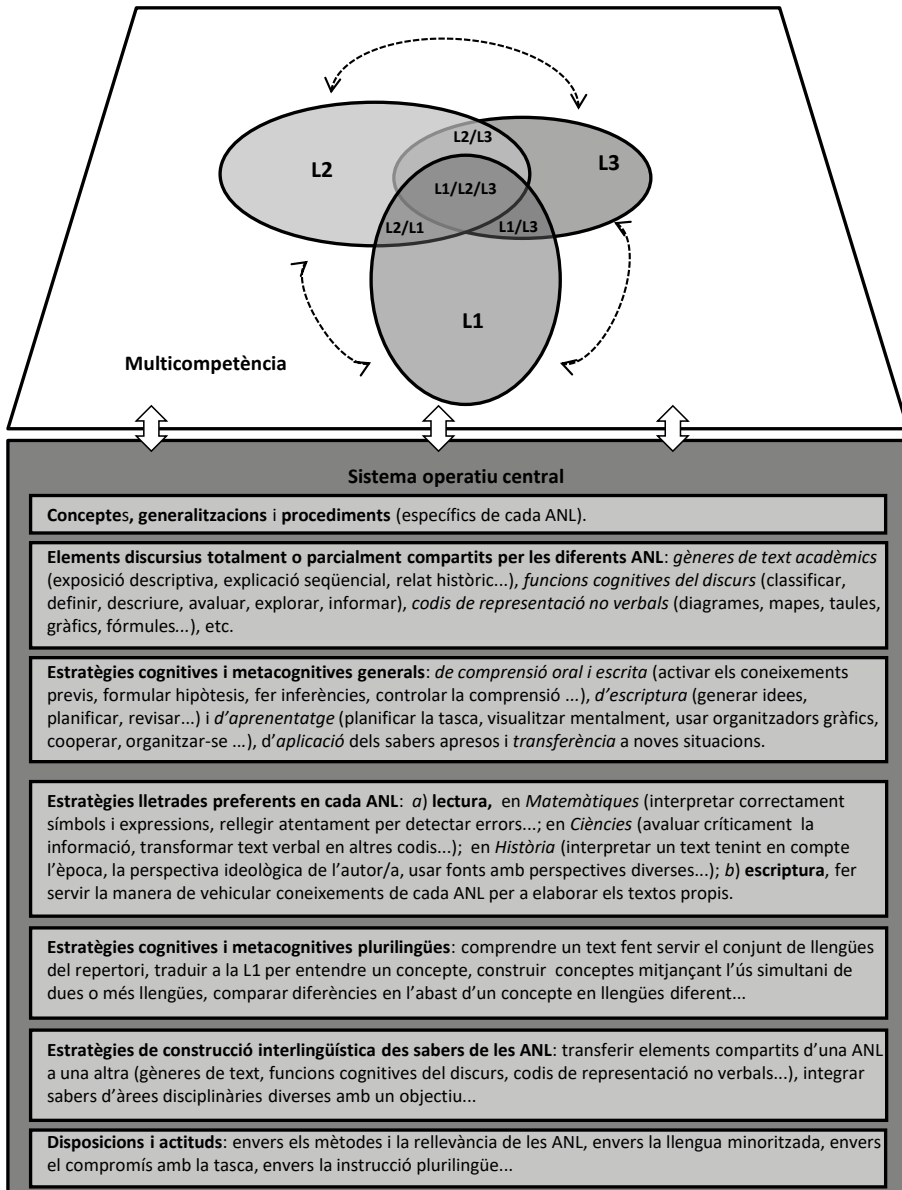 L2/L3
L2
L3
L1/L2/L3
L2/L1
L1/L3
L1
Multicompetència
Sistema operatiu central
Conceptes, generalitzacions i procediments (específics de cada ANL).
Elements discursius totalment o parcialment compartits per les diferents ANL: gèneres de text acadèmics
(exposició descriptiva, explicació seqüencial, relat històric...), funcions cognitives del discurs (classificar,
definir, descriure, avaluar, explorar, informar), codis de representació no verbals (diagrames, mapes, taules,
gràfics, fórmules...), etc.
Estratègies cognitives i metacognitives generals: de comprensió oral i escrita (activar els coneixements
previs, formular hipòtesis, fer inferències, controlar la comprensió ...), d’escriptura (generar idees,
planificar, revisar...) i d’aprenentatge (planificar la tasca, visualitzar mentalment, usar organitzadors gràfics,
cooperar, organitzar-se ...), d’aplicació dels sabers apresos i transferència a noves situacions.
Estratègies lletrades preferents en cada ANL: a) lectura, en Matemàtiques (interpretar correctament
símbols i expressions, rellegir atentament per detectar errors...; en Ciències (avaluar críticament la
informació, transformar text verbal en altres codis...); en Història (interpretar un text tenint en compte
l’època, la perspectiva ideològica de l’autor/a, usar fonts amb perspectives diverses...); b) escriptura, fer
servir la manera de vehicular coneixements de cada ANL per a elaborar els textos propis.
Estratègies cognitives i metacognitives plurilingües: comprendre un text fent servir el conjunt de llengües
del repertori, traduir a la L1 per entendre un concepte, construir conceptes mitjançant l’ús simultani de
dues o més llengües, comparar diferències en l’abast d’un concepte en llengües diferent...
Estratègies de construcció interlingüística des sabers de les ANL: transferir elements compartits d’una ANL
a una altra (gèneres de text, funcions cognitives del discurs, codis de representació no verbals...), integrar
sabers d’àrees disciplinàries diverses amb un objectiu...
Disposicions i actituds: envers els mètodes i la rellevància de les ANL, envers la llengua minoritzada, envers
el compromís amb la tasca, envers la instrucció plurilingüe...